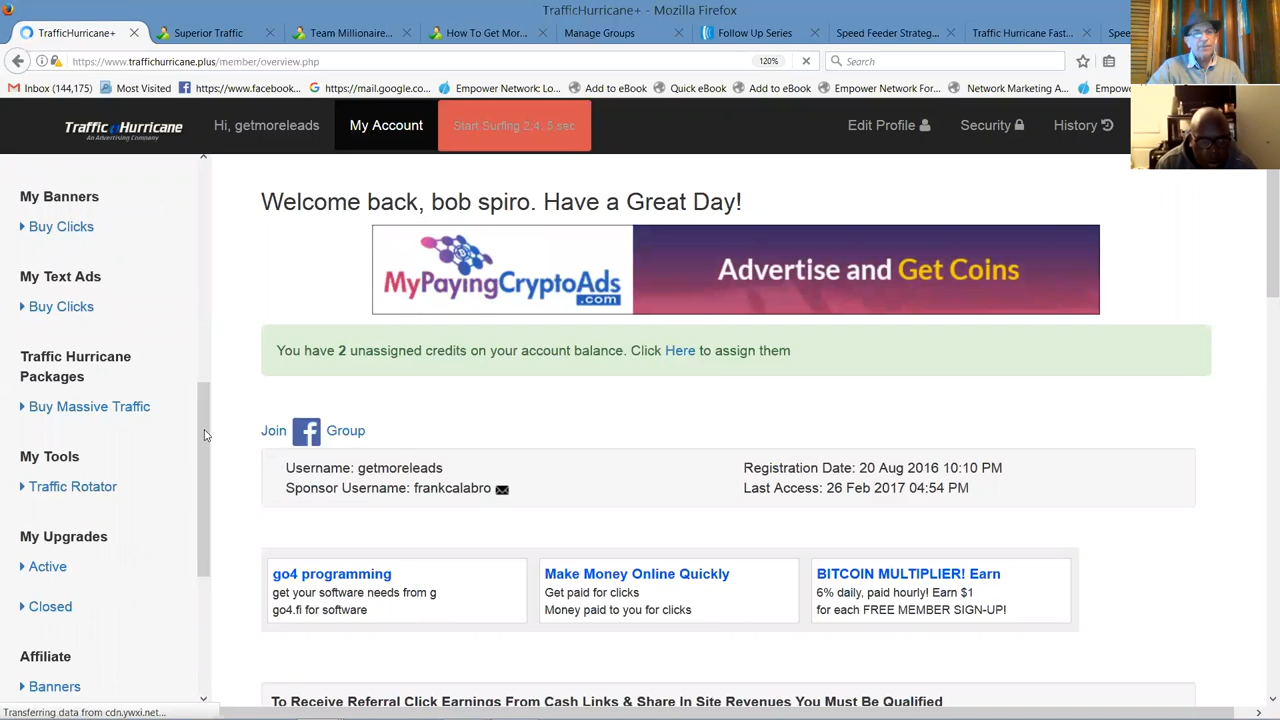 TrafficHurricane+ - Mozilla Firefox
TrafficHurricane+ Superior Traffic Team Millionaire... How To Get Mor... Manage Groups Follow Up Series Speed Feeder Strateg... Traffic Hurricane Fast...
https://www.traffichurricane.plus/member/overview.php 120% Search
Inbox (144,175) Most Visited https://www.facebook... https://mail.google.co... Empower Network: Lo... Add to eBOOK Quick eBOOK Add to eBOOK Empower Network For... Network Marketing A...
Traffic Hurricane Hi, getmoreleads My Account Start Surfing 2,4, 5 sec Edit Profile Security History
An Advertising Company
My Banners
Buy Clicks
My Text Ads
Buy Clicks
Traffic Hurricane
Packages
Buy Massive Traffic
My Tools
Traffic Rotator
My Upgrades
Active
Closed
Affiliate
Banners
Welcome back, bob spiro. Have a Great Day!
MyPayingCryptoAds
.com
Advertise and Get Coins
You have 2 unassigned credits on your account balance. Click Here to assign them
Join f Group
Username: getmoreleads Registration Date: 20 Aug 2016 10:10 PM
Sponsor Username: frankcalabro Last Access: 26 Feb 2017 04:54 PM
go4 programming
get your software needs from g
go4.fi for software
Make Money Online Quickly
Get paid for clicks
Money paid to you for clicks
BITCOIN MULTIPLIER! Earn
6% daily, paid hourly! Earn $1
for each FREE MEMBER SIGN-UP!
To Receive Referral Click Earnings From Cash Links & Share In Site Revenues You Must Be Qualified
Transferring data from cdn.ywxi.net...